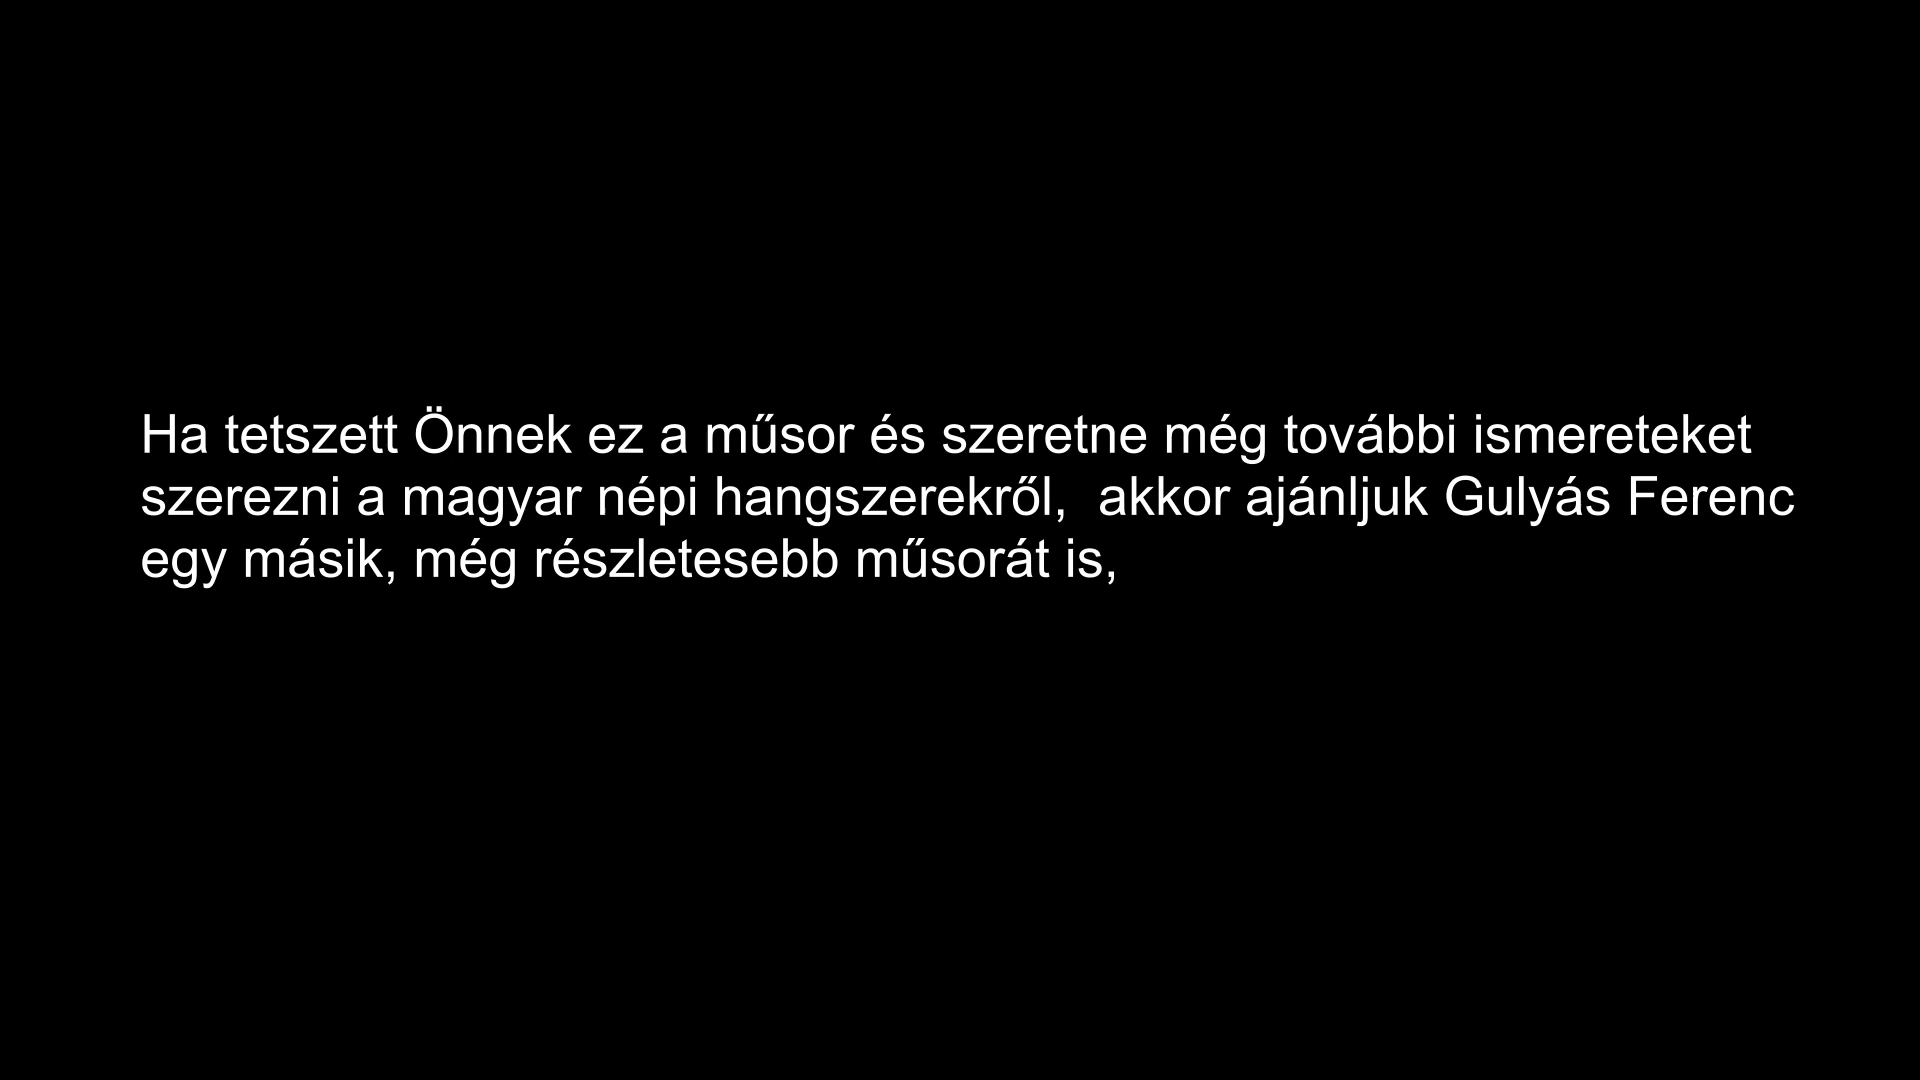 Ha tetszett Önnek ez a műsor és szeretne még további ismereteket
szerezni a magyar népi hangszerekről,  akkor ajánljuk Gulyás Ferenc
egy másik, még részletesebb műsorát is,